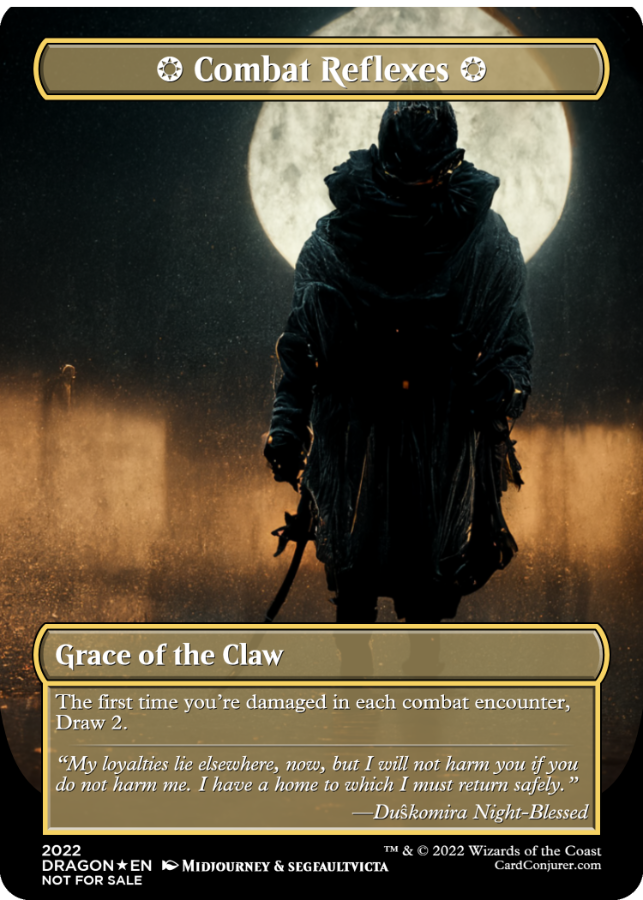 Combat Reflexes
Grace of the Claw
The first time you're damaged in each combat encounter,
Draw 2.
"My loyalties lie elsewhere, now, but I will not harm you if you
do not harm me. I have a home to which I must return safely."
—Duŝkomira Night-Blessed
2022
DRAGON★EN Midjourney & segfaultvicta
NOT FOR SALE
™ & © 2022 Wizards of the Coast
CardConjurer.com